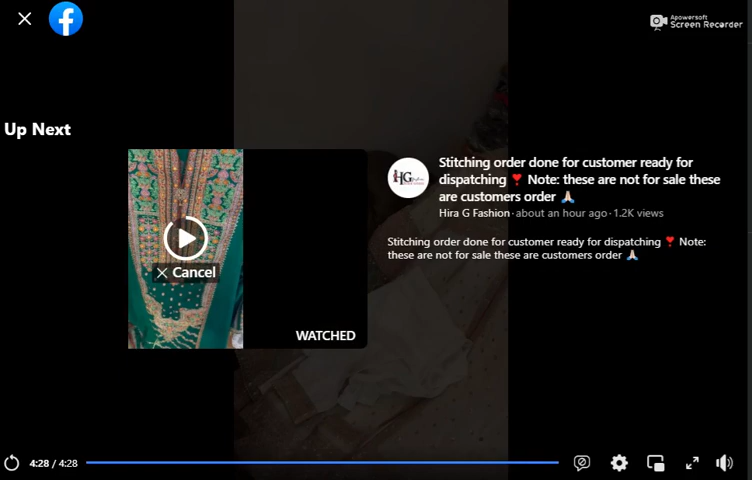 Apowersoft
Screen Recorder
Up Next
Stitching order done for customer ready for
dispatching ❣️ Note: these are not for sale these
are customers order 🙏🏻
HG
Hira G Fashion · about an hour ago · 1.2K views
Stitching order done for customer ready for dispatching ❣️ Note:
these are not for sale these are customers order 🙏🏻
Cancel
WATCHED
4:28 / 4:28